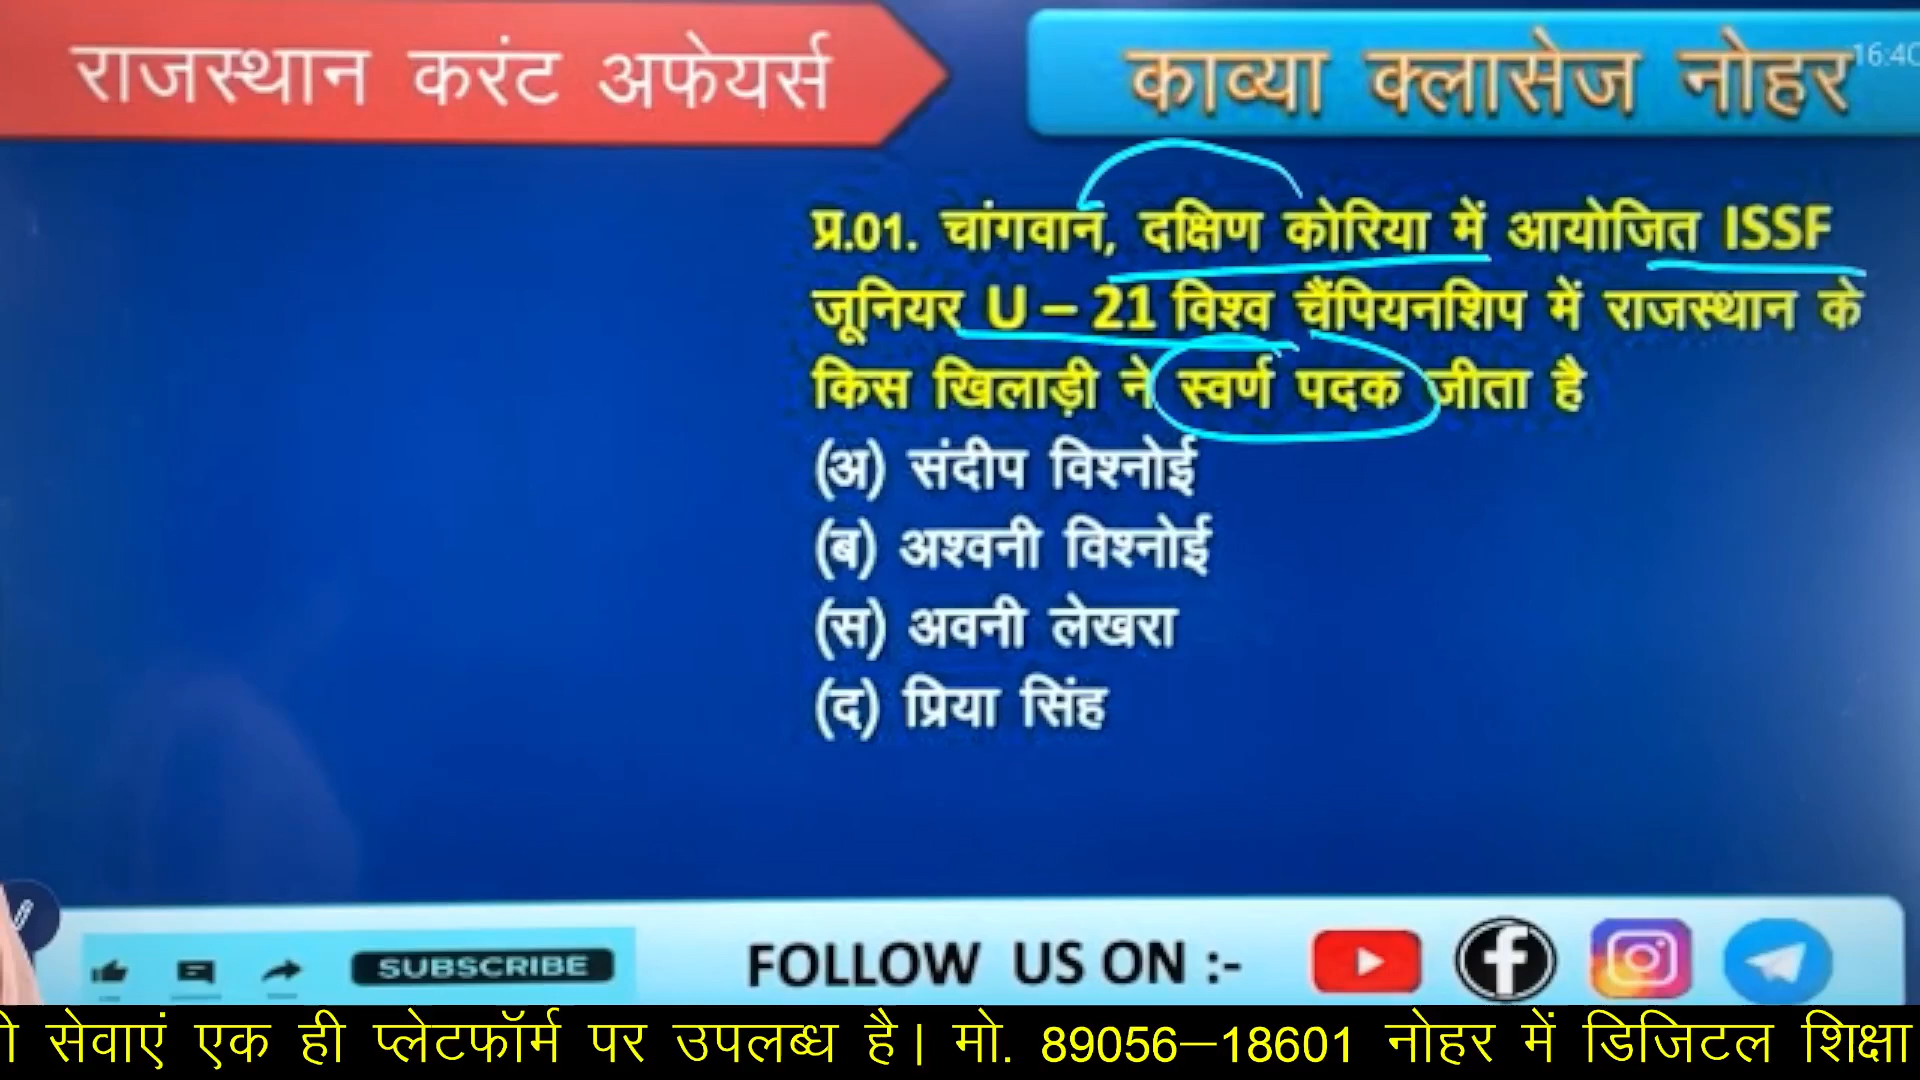 राजस्थान करंट अफेयर्स
काव्या क्लासेज नोहर
16:40
प्र.01. चांगवान, दक्षिण कोरिया में आयोजित ISSF
जूनियर U – 21 विश्व चैंपियनशिप में राजस्थान के
किस खिलाड़ी ने स्वर्ण पदक जीता है
(अ) संदीप विश्नोई
(ब) अश्वनी विश्नोई
(स) अवनी लेखरा
(द) प्रिया सिंह
SUBSCRIBE
FOLLOW US ON :-
सेवाएं एक ही प्लेटफॉर्म पर उपलब्ध है। मो. 89056–18601 नोहर में डिजिटल शिक्षा